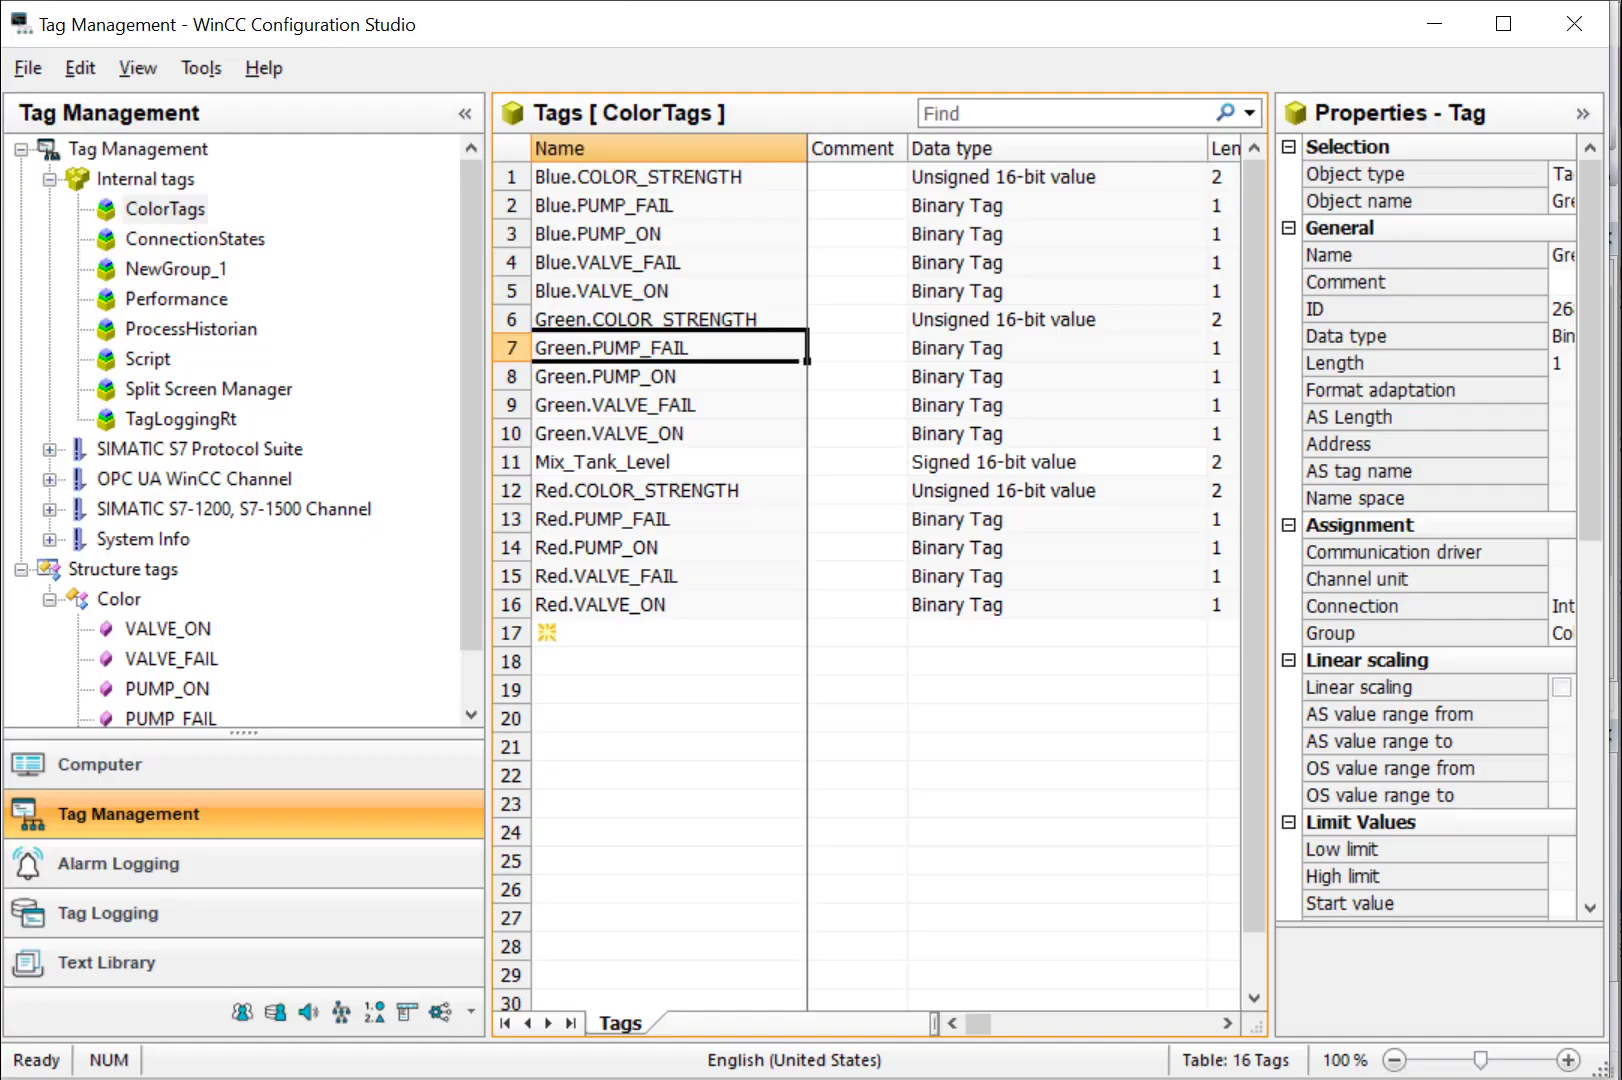 Tag Management - WinCC Configuration Studio
File Edit View Tools Help
Tag Management «
Tag Management
Internal tags
ColorTags
ConnectionStates
NewGroup_1
Performance
ProcessHistorian
Script
Split Screen Manager
TagLoggingRt
SIMATIC S7 Protocol Suite
OPC UA WinCC Channel
SIMATIC S7-1200, S7-1500 Channel
System Info
Structure tags
Color
VALVE_ON
VALVE_FAIL
PUMP_ON
PUMP_FAIL
Computer
Tag Management
Alarm Logging
Tag Logging
Text Library
Tags [ ColorTags ] Find
Name Comment Data type Len
1 Blue.COLOR_STRENGTH Unsigned 16-bit value 2
2 Blue.PUMP_FAIL Binary Tag 1
3 Blue.PUMP_ON Binary Tag 1
4 Blue.VALVE_FAIL Binary Tag 1
5 Blue.VALVE_ON Binary Tag 1
6 Green.COLOR_STRENGTH Unsigned 16-bit value 2
7 Green.PUMP_FAIL Binary Tag 1
8 Green.PUMP_ON Binary Tag 1
9 Green.VALVE_FAIL Binary Tag 1
10 Green.VALVE_ON Binary Tag 1
11 Mix_Tank_Level Signed 16-bit value 2
12 Red.COLOR_STRENGTH Unsigned 16-bit value 2
13 Red.PUMP_FAIL Binary Tag 1
14 Red.PUMP_ON Binary Tag 1
15 Red.VALVE_FAIL Binary Tag 1
16 Red.VALVE_ON Binary Tag 1
17
18
19
20
21
22
23
24
25
26
27
28
29
30
Tags
Properties - Tag »
Selection
Object type Ta
Object name Gre
General
Name Gre
Comment
ID 26
Data type Bin
Length 1
Format adaptation
AS Length
Address
AS tag name
Name space
Assignment
Communication driver
Channel unit
Connection Int
Group Co
Linear scaling
Linear scaling
AS value range from
AS value range to
OS value range from
OS value range to
Limit Values
Low limit
High limit
Start value
Ready NUM English (United States) Table: 16 Tags 100 %